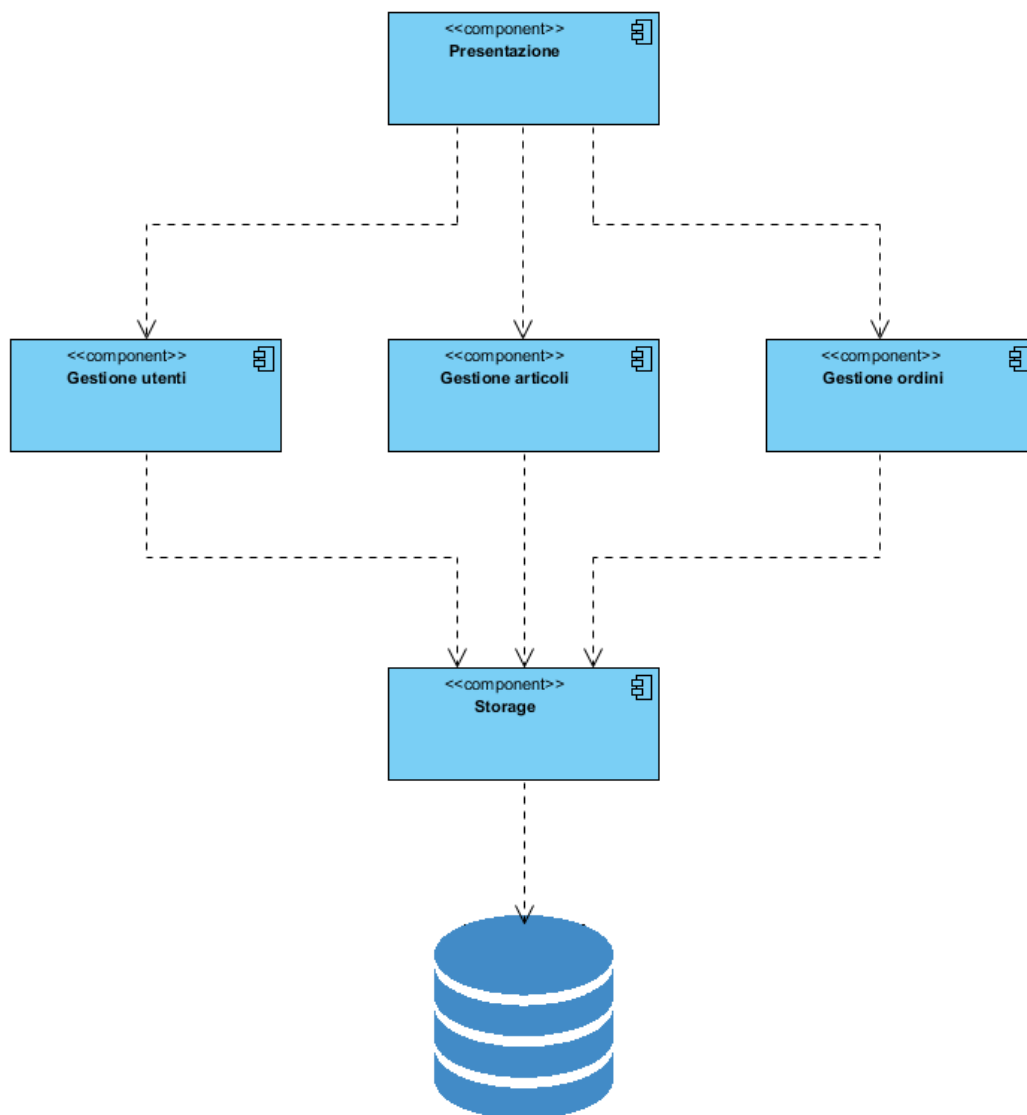 <<component>>
Presentazione
<<component>>
Gestione utenti
<<component>>
Gestione articoli
<<component>>
Gestione ordini
<<component>>
Storage